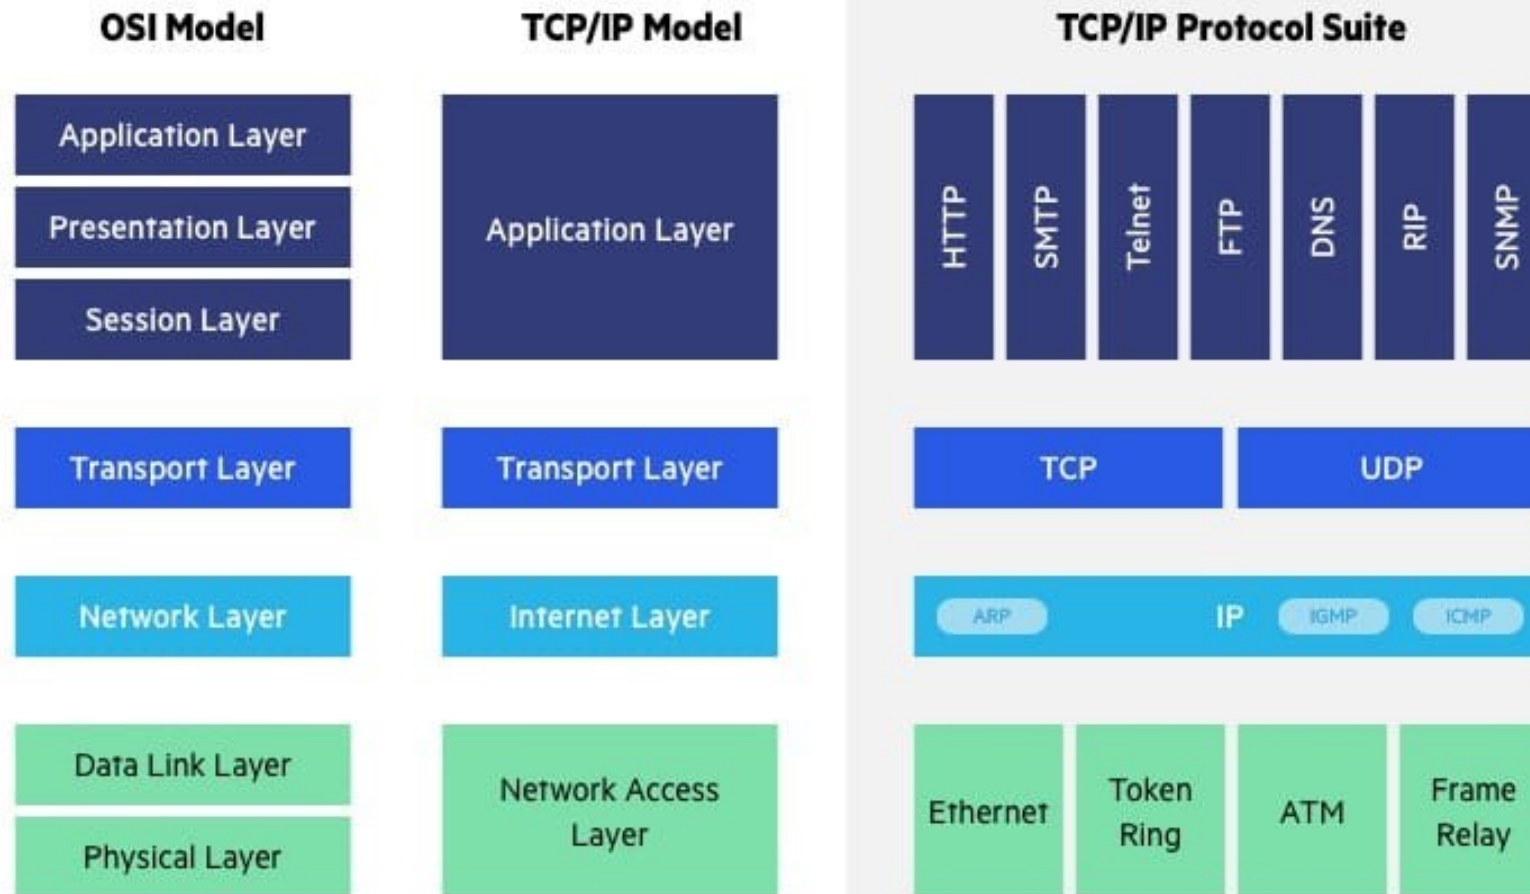 OSI Model
TCP/IP Model
TCP/IP Protocol Suite
Application Layer
Presentation Layer
Session Layer
Application Layer
HTTP
SMTP
Telnet
FTP
DNS
RIP
SNMP
Transport Layer
Transport Layer
TCP
UDP
Network Layer
Internet Layer
ARP
IP
IGMP
ICMP
Data Link Layer
Physical Layer
Network Access
Layer
Ethernet
Token
Ring
ATM
Frame
Relay